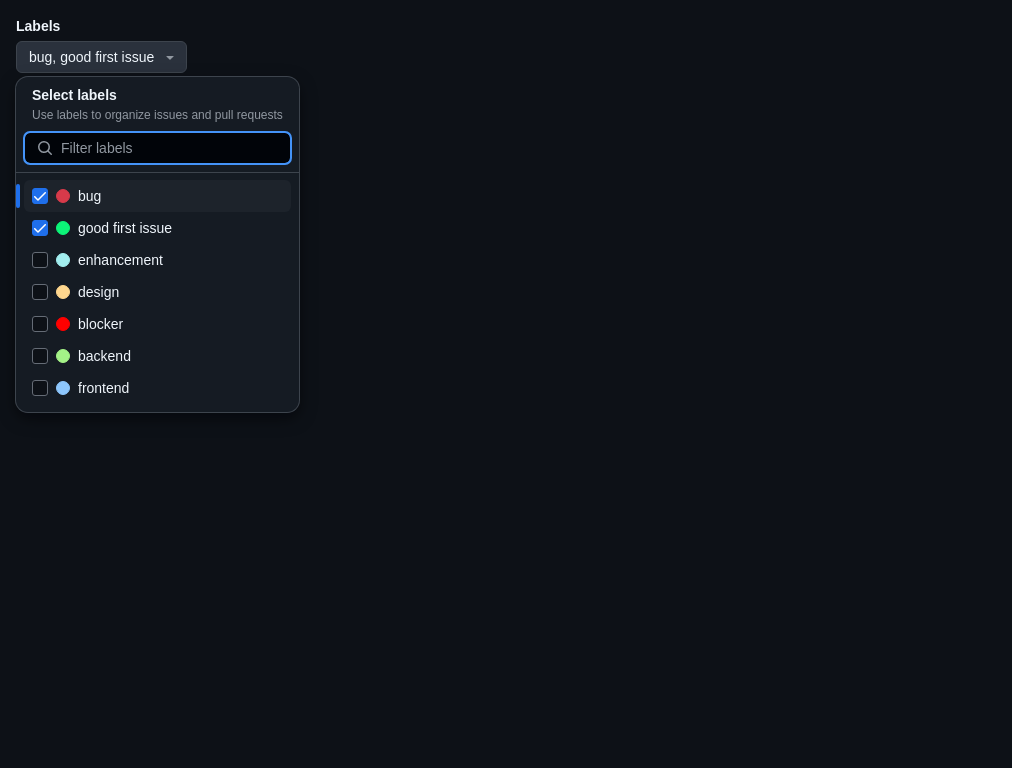 Labels
bug, good first issue
Select labels
Use labels to organize issues and pull requests
Filter labels
bug
good first issue
enhancement
design
blocker
backend
frontend